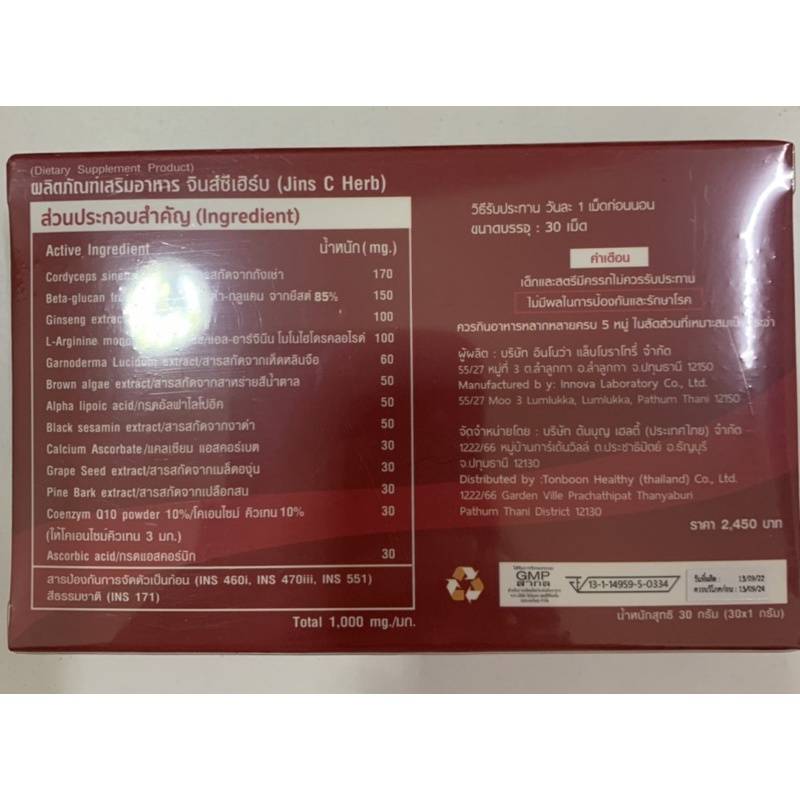 (Dietary Supplement Product)
ผลิตภัณฑ์เสริมอาหาร จินส์ซีเฮิร์บ (Jins C Herb)
ส่วนประกอบสำคัญ (Ingredient)
Active Ingredient น้ำหนัก (mg.)
Cordyceps สารสกัดจากถังเช่า 170
Beta-glucan กลูแคน จากยีสต์ 85% 150
Ginseng 100
L-Arginine แอล-อาร์จินีน โมโนไฮโดรคลอไรด์ 100
Garnoderma Lucidum extract/สารสกัดจากเห็ดหลินจือ 60
Brown algae extract/สารสกัดจากสาหร่ายสีน้ำตาล 50
Alpha lipoic acid/กรดอัลฟาไลโปอิค 50
Black sesamin extract/สารสกัดจากงาดำ 50
Calcium Ascorbate/แคลเซียม แอสคอร์เบต 30
Grape Seed extract/สารสกัดจากเมล็ดองุ่น 30
Pine Bark extract/สารสกัดจากเปลือกสน 30
Coenzym Q10 powder 10%/โคเอนไซม์ คิวเทน 10% 30
(ให้โคเอนไซม์คิวเทน 3 มก.)
Ascorbic acid/กรดแอสคอร์บิก 30
สารป้องกันการจัดตัวเป็นก้อน (INS 460i, INS 470iii, INS 551)
สีธรรมชาติ (INS 171)
Total 1,000 mg./มก.
วิธีรับประทาน วันละ 1 เม็ดก่อนนอน
ขนาดบรรจุ : 30 เม็ด
คำเตือน
เด็กและสตรีมีครรภ์ไม่ควรรับประทาน
ไม่มีผลในการป้องกันและรักษาโรค
ควรกินอาหารหลากหลายครบ 5 หมู่ ในสัดส่วนที่เหมาะสมเป็นประจำ
ผู้ผลิต : บริษัท อินโนว่า แล็บโบราโทรี่ จำกัด
55/27 หมู่ที่ 3 ต.ลำลูกกา อ.ลำลูกกา จ.ปทุมธานี 12150
Manufactured by: Innova Laboratory Co., Ltd.
55/27 Moo 3 Lumlukka, Lumlukka, Pathum Thani 12150
จัดจำหน่ายโดย : บริษัท ต้นบุญ เฮลตี้ (ประเทศไทย) จำกัด
1222/66 หมู่บ้านการ์เด้นวิลล์ ต.ประชาธิปัตย์ อ.ธัญบุรี
จ.ปทุมธานี 12130
Distributed by :Tonboon Healthy (thailand) Co., Ltd.
1222/66 Garden Ville Prachathipat Thanyaburi
Pathum Thani District 12130
ราคา 2,450 บาท
GMP
สากล
13-1-14959-5-0334
วันที่ผลิต : 13/09/22
ควรบริโภคก่อน : 13/09/24
น้ำหนักสุทธิ 30 กรัม (30x1 กรัม)